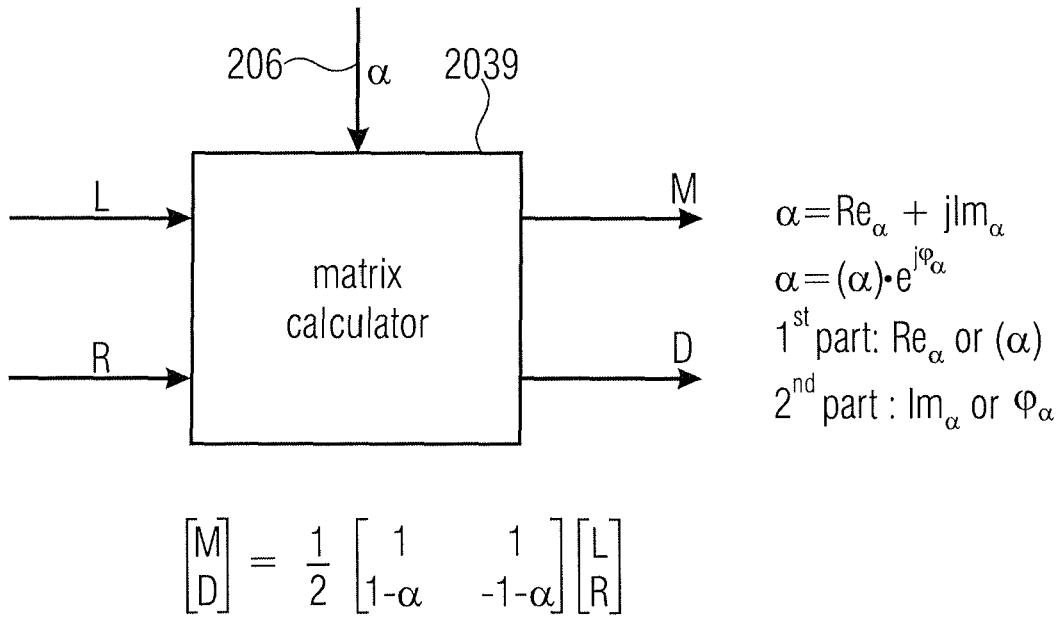 206
α
2039
L
M
R
D
matrix
calculator
α=Re_α + jIm_α
α=(α)·e^{jφ_α}
1^{st} part: Re_α or (α)
2^{nd} part : Im_α or φ_α
[M D] = 1/2 [1 1 1-α -1-α] [L R]